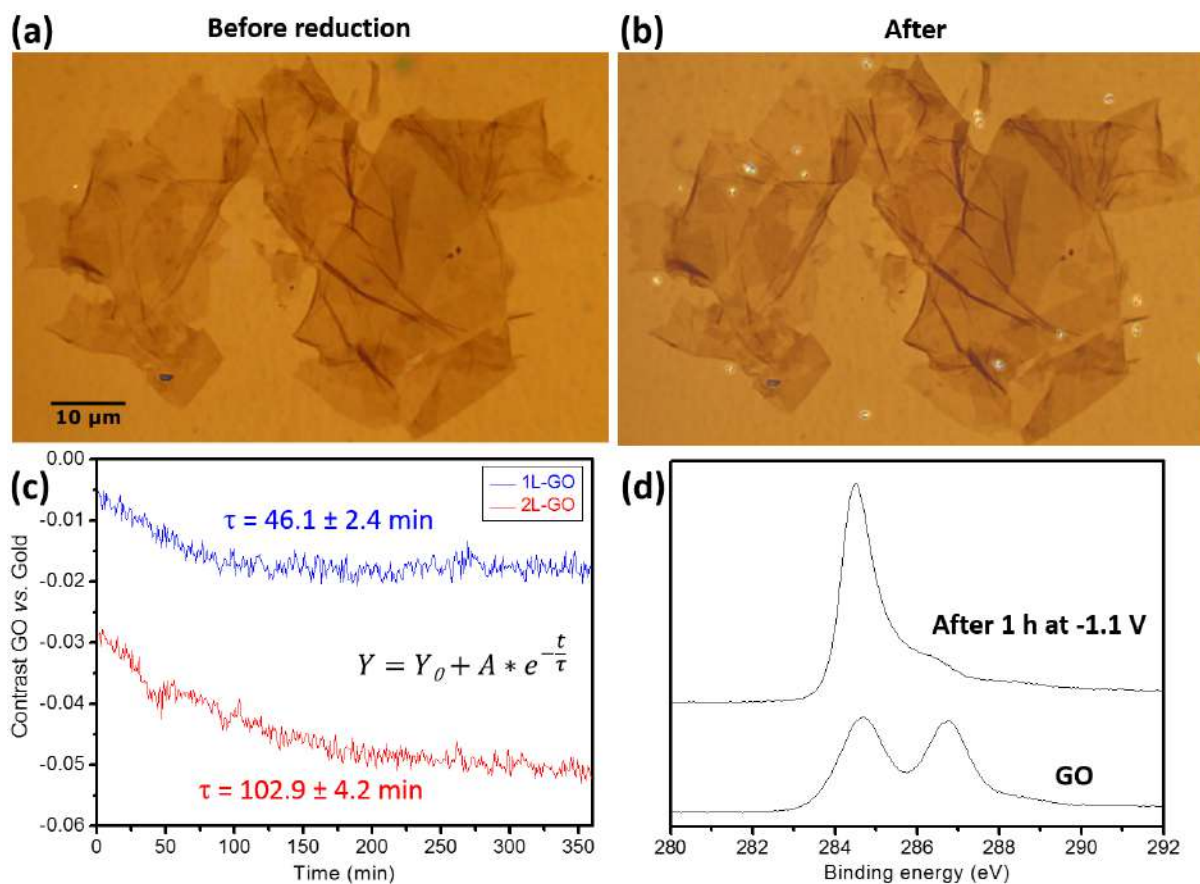 (a)
Before reduction
(b)
After
10 µm
(c)
0.00
-0.01
-0.02
-0.03
-0.04
-0.05
-0.06
Contrast GO vs. Gold
1L-GO
2L-GO
τ = 46.1 ± 2.4 min
Y = Y₀ + A * e^{-t/τ}
τ = 102.9 ± 4.2 min
0 50 100 150 200 250 300 350
Time (min)
(d)
After 1 h at -1.1 V
GO
280 282 284 286 288 290 292
Binding energy (eV)